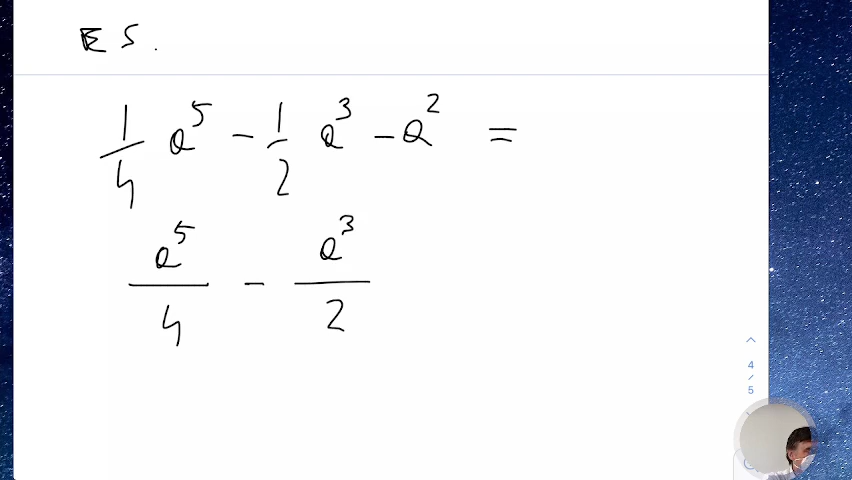 ES.
1/4 a^5 - 1/2 a^3 - a^2 =
a^5/4 - a^3/2
4
/
5